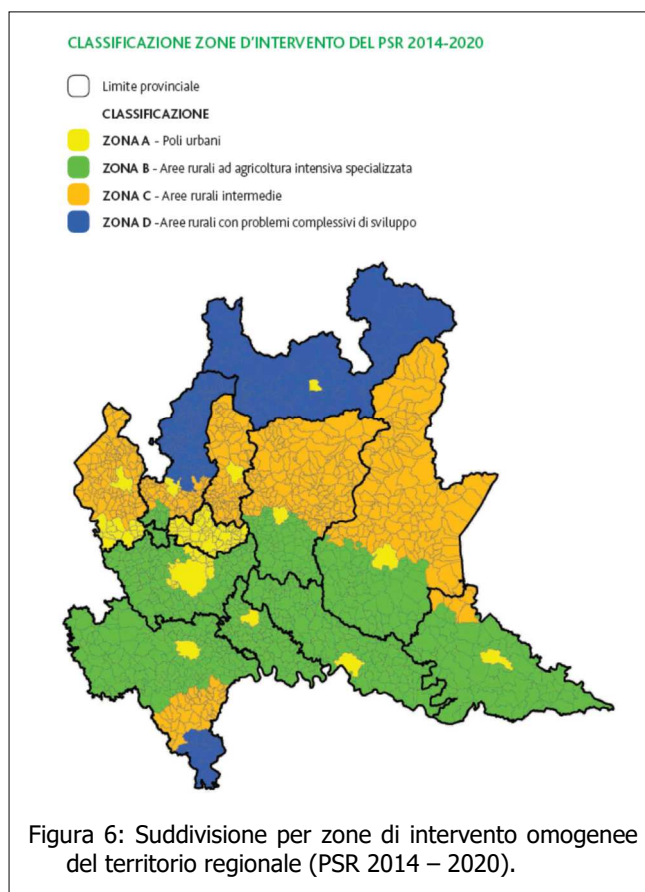 CLASSIFICAZIONE ZONE D'INTERVENTO DEL PSR 2014-2020
Limite provinciale
CLASSIFICAZIONE
ZONA A - Poli urbani
ZONA B - Aree rurali ad agricoltura intensiva specializzata
ZONA C - Aree rurali intermedie
ZONA D -Aree rurali con problemi complessivi di sviluppo
Figura 6: Suddivisione per zone di intervento omogenee
del territorio regionale (PSR 2014 – 2020).